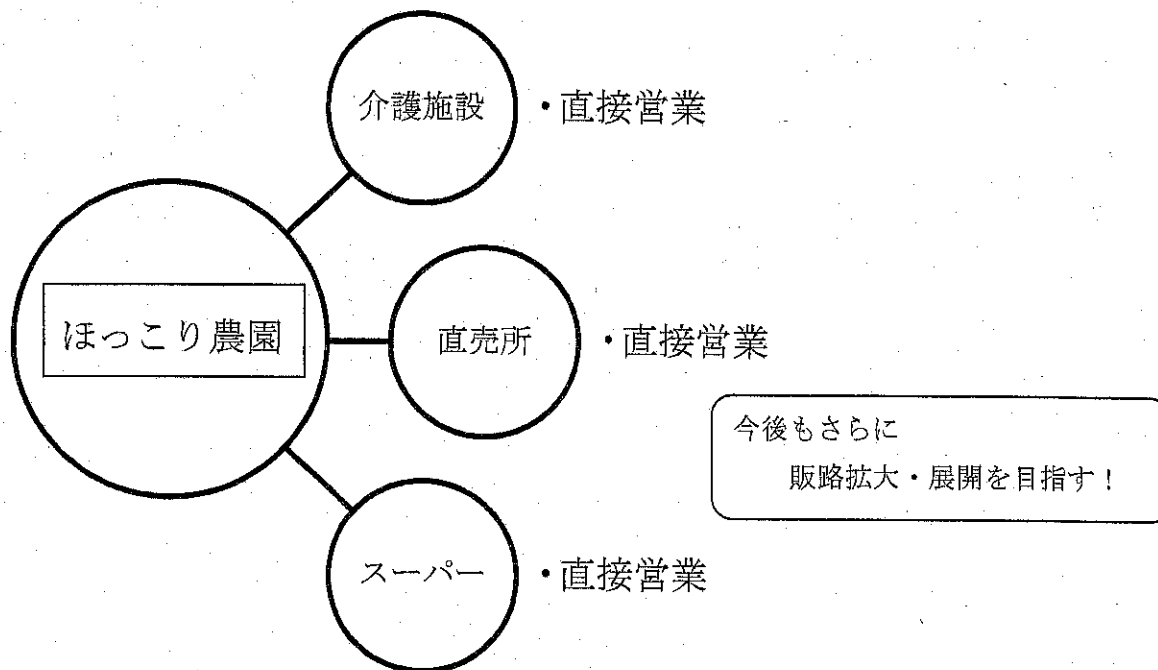 介護施設
・直接営業
ほっこり農園
直売所
・直接営業
今後もさらに
販路拡大・展開を目指す！
スーパー
・直接営業